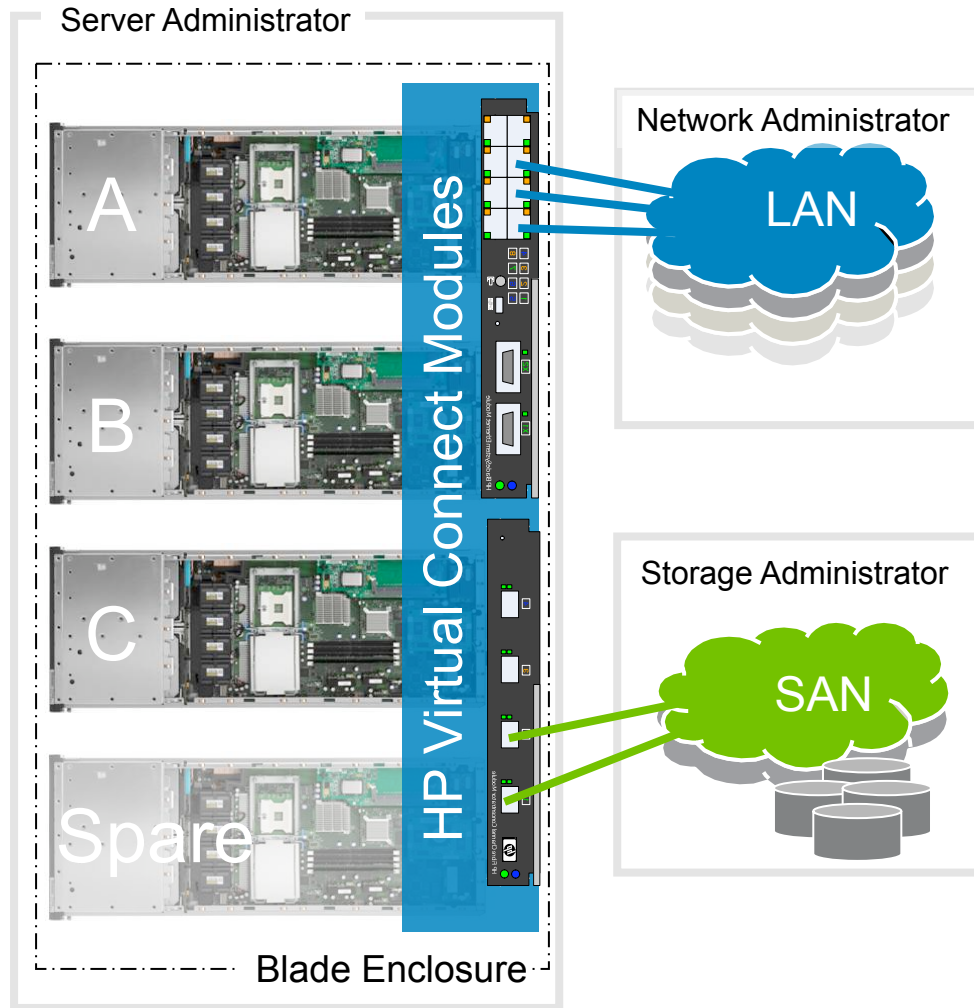 Server Administrator
A
B
C
Spare
HP Virtual Connect Modules
Blade Enclosure
Network Administrator
LAN
Storage Administrator
SAN